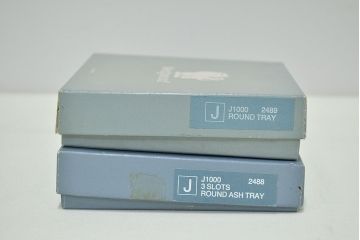 J J1000 2489
ROUND TRAY
J J1000 2488
3 SLOTS
ROUND ASH TRAY